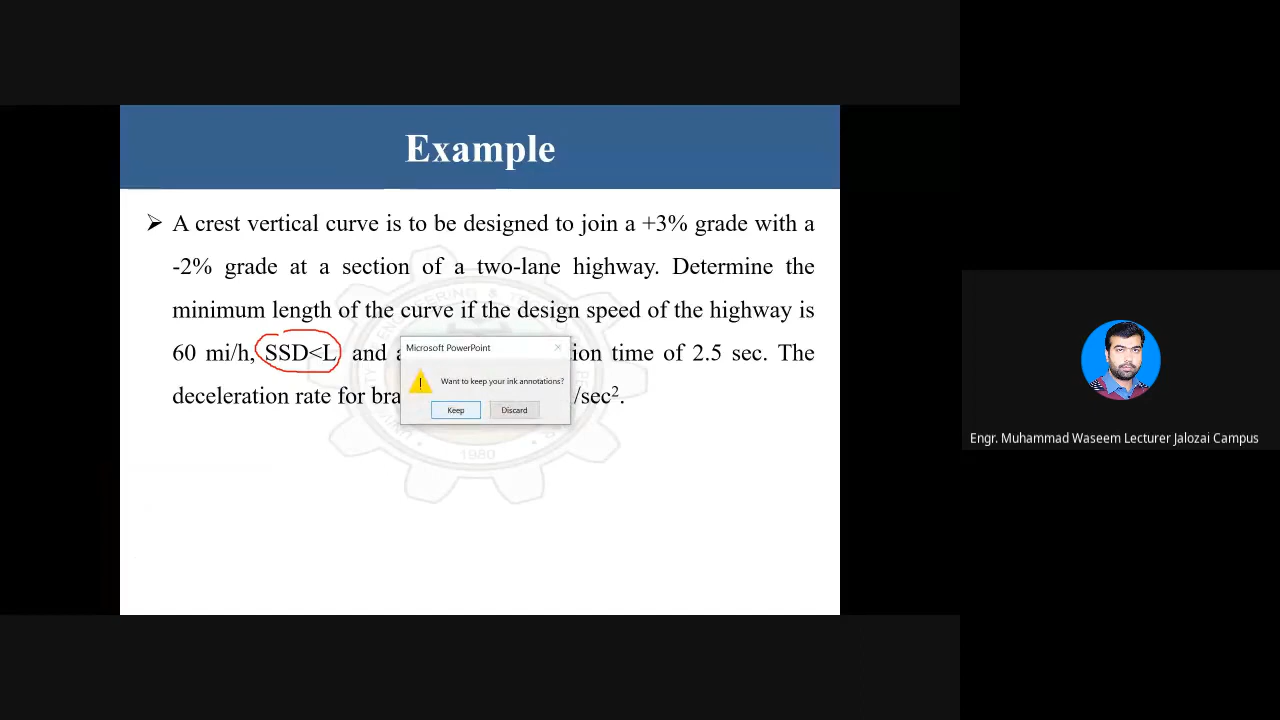 Example
➢ A crest vertical curve is to be designed to join a +3% grade with a
-2% grade at a section of a two-lane highway. Determine the
minimum length of the curve if the design speed of the highway is
60 mi/h, SSD<L and a
ion time of 2.5 sec. The
deceleration rate for bra
/sec².
Microsoft PowerPoint
Want to keep your ink annotations?
Keep
Discard
1980
Engr. Muhammad Waseem Lecturer Jalozai Campus